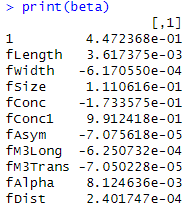 > print(beta)
[,1]
1 4.472368e-01
fLength 3.617375e-03
fWidth -6.170550e-04
fSize 1.110616e-01
fConc -1.733575e-01
fConc1 9.912418e-01
fAsym -7.075618e-05
fM3Long -6.250732e-04
fM3Trans -7.050228e-05
fAlpha 8.124636e-03
fDist 2.401747e-04